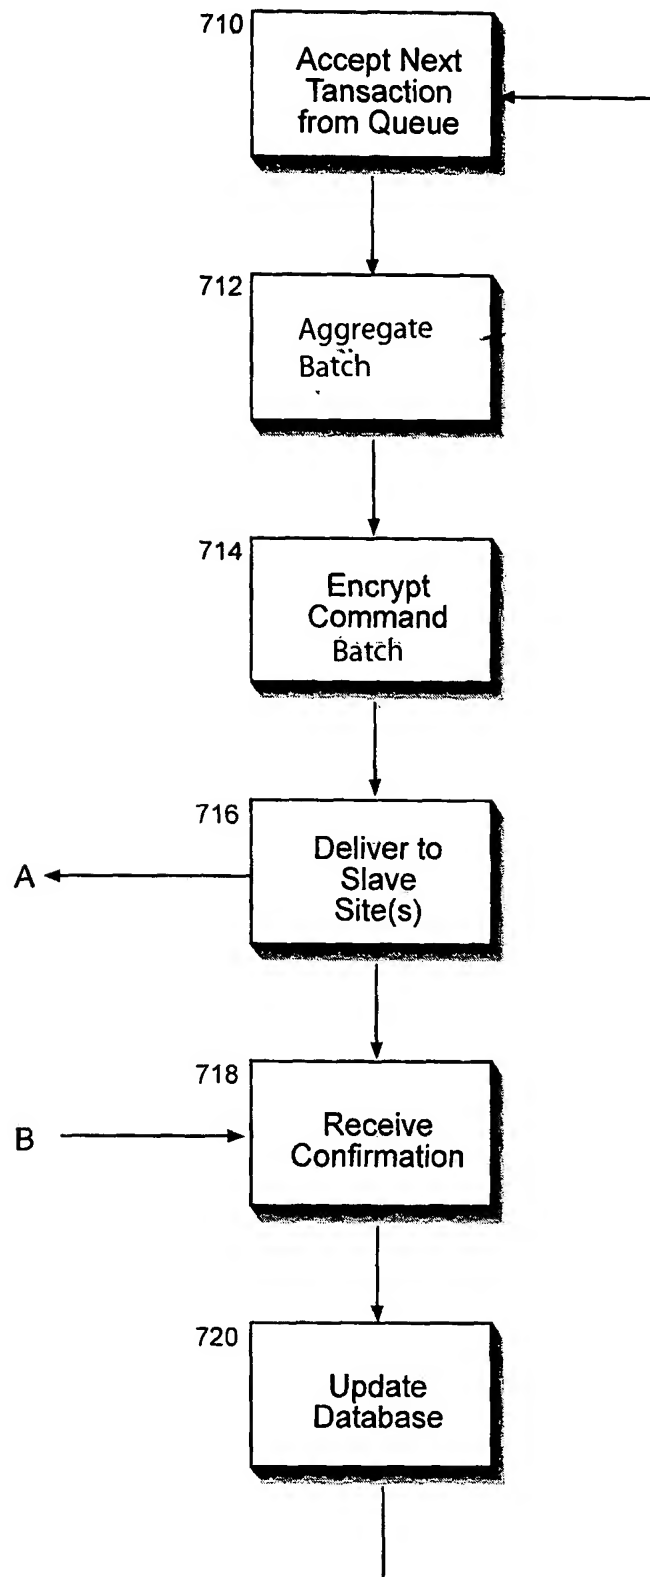 710
Accept Next
Tansaction
from Queue
712
Aggregate
Batch
714
Encrypt
Command
Batch
716
Deliver to
Slave
Site(s)
A
718
Receive
Confirmation
B
720
Update
Database